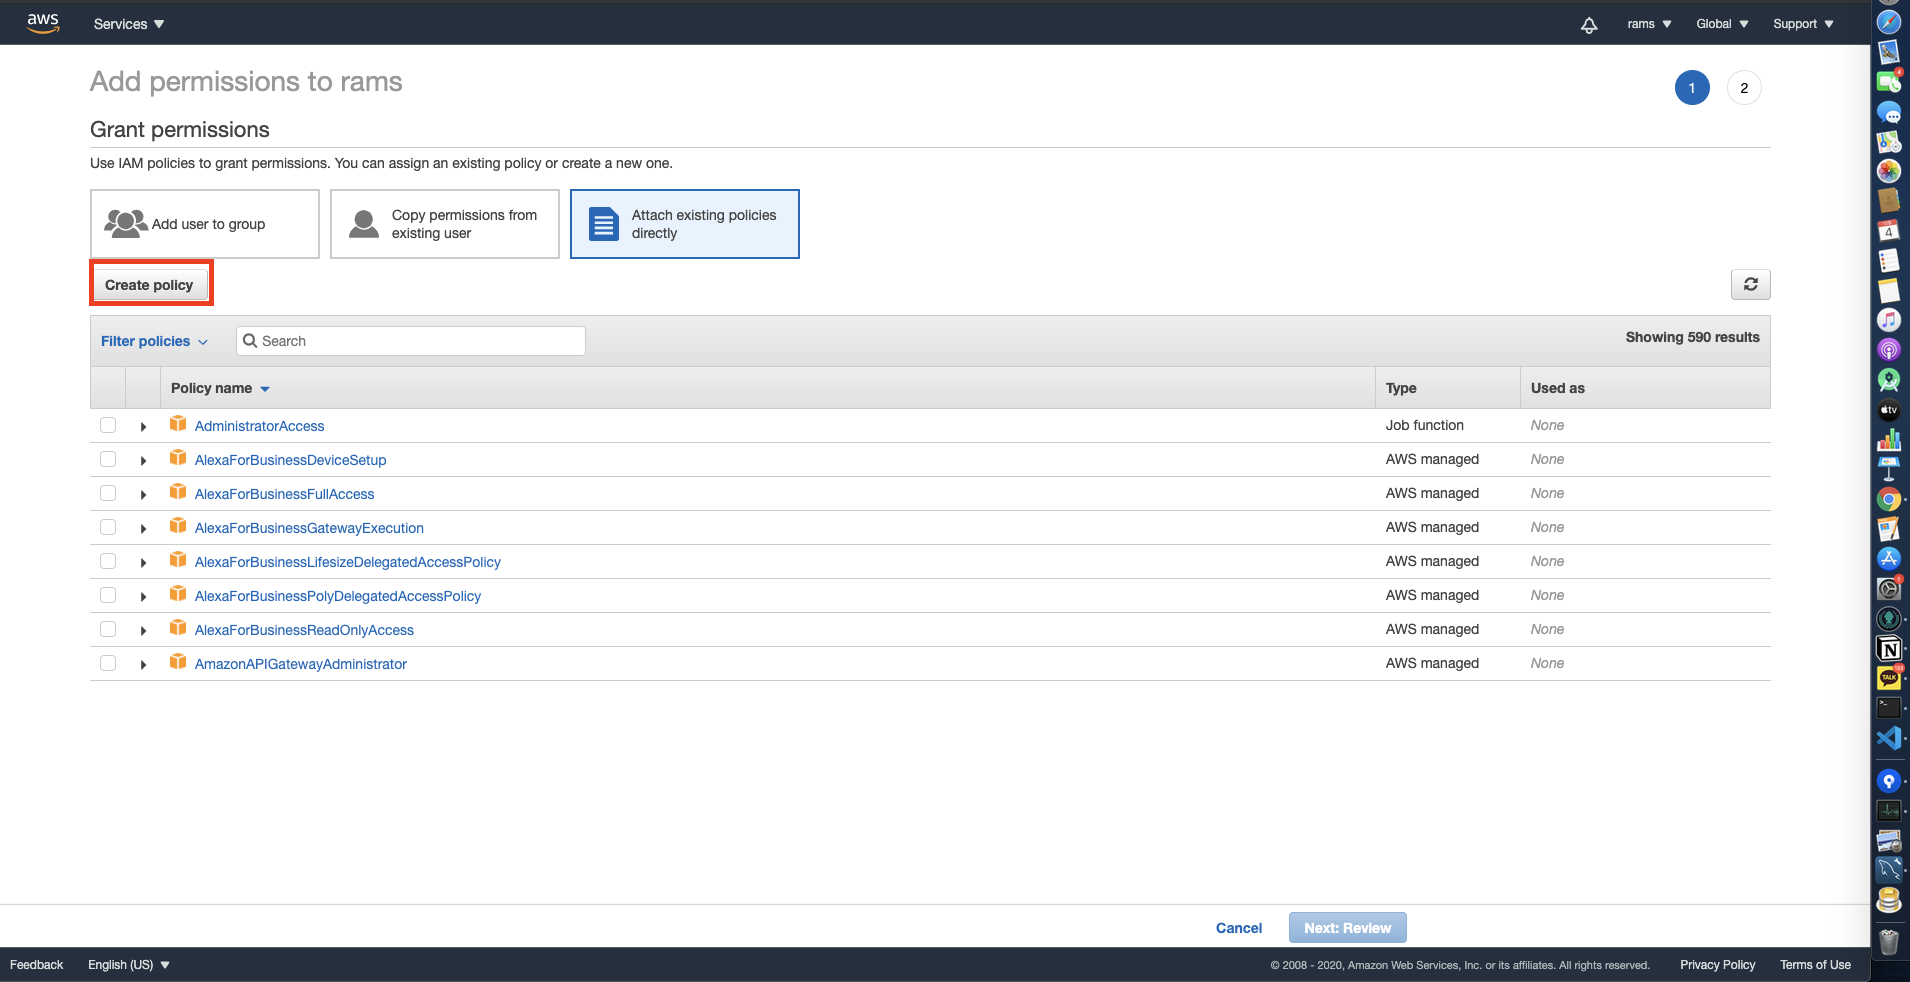 aws
Services
rams
Global
Support
Add permissions to rams
1
2
Grant permissions
Use IAM policies to grant permissions. You can assign an existing policy or create a new one.
Add user to group
Copy permissions from
existing user
Attach existing policies
directly
Create policy
Filter policies
Search
Showing 590 results
Policy name
Type
Used as
AdministratorAccess
Job function
None
AlexaForBusinessDeviceSetup
AWS managed
None
AlexaForBusinessFullAccess
AWS managed
None
AlexaForBusinessGatewayExecution
AWS managed
None
AlexaForBusinessLifesizeDelegatedAccessPolicy
AWS managed
None
AlexaForBusinessPolyDelegatedAccessPolicy
AWS managed
None
AlexaForBusinessReadOnlyAccess
AWS managed
None
AmazonAPIGatewayAdministrator
AWS managed
None
Cancel
Next: Review
Feedback
English (US)
© 2008 - 2020, Amazon Web Services, Inc. or its affiliates. All rights reserved.
Privacy Policy
Terms of Use
4
tv
N
TALK